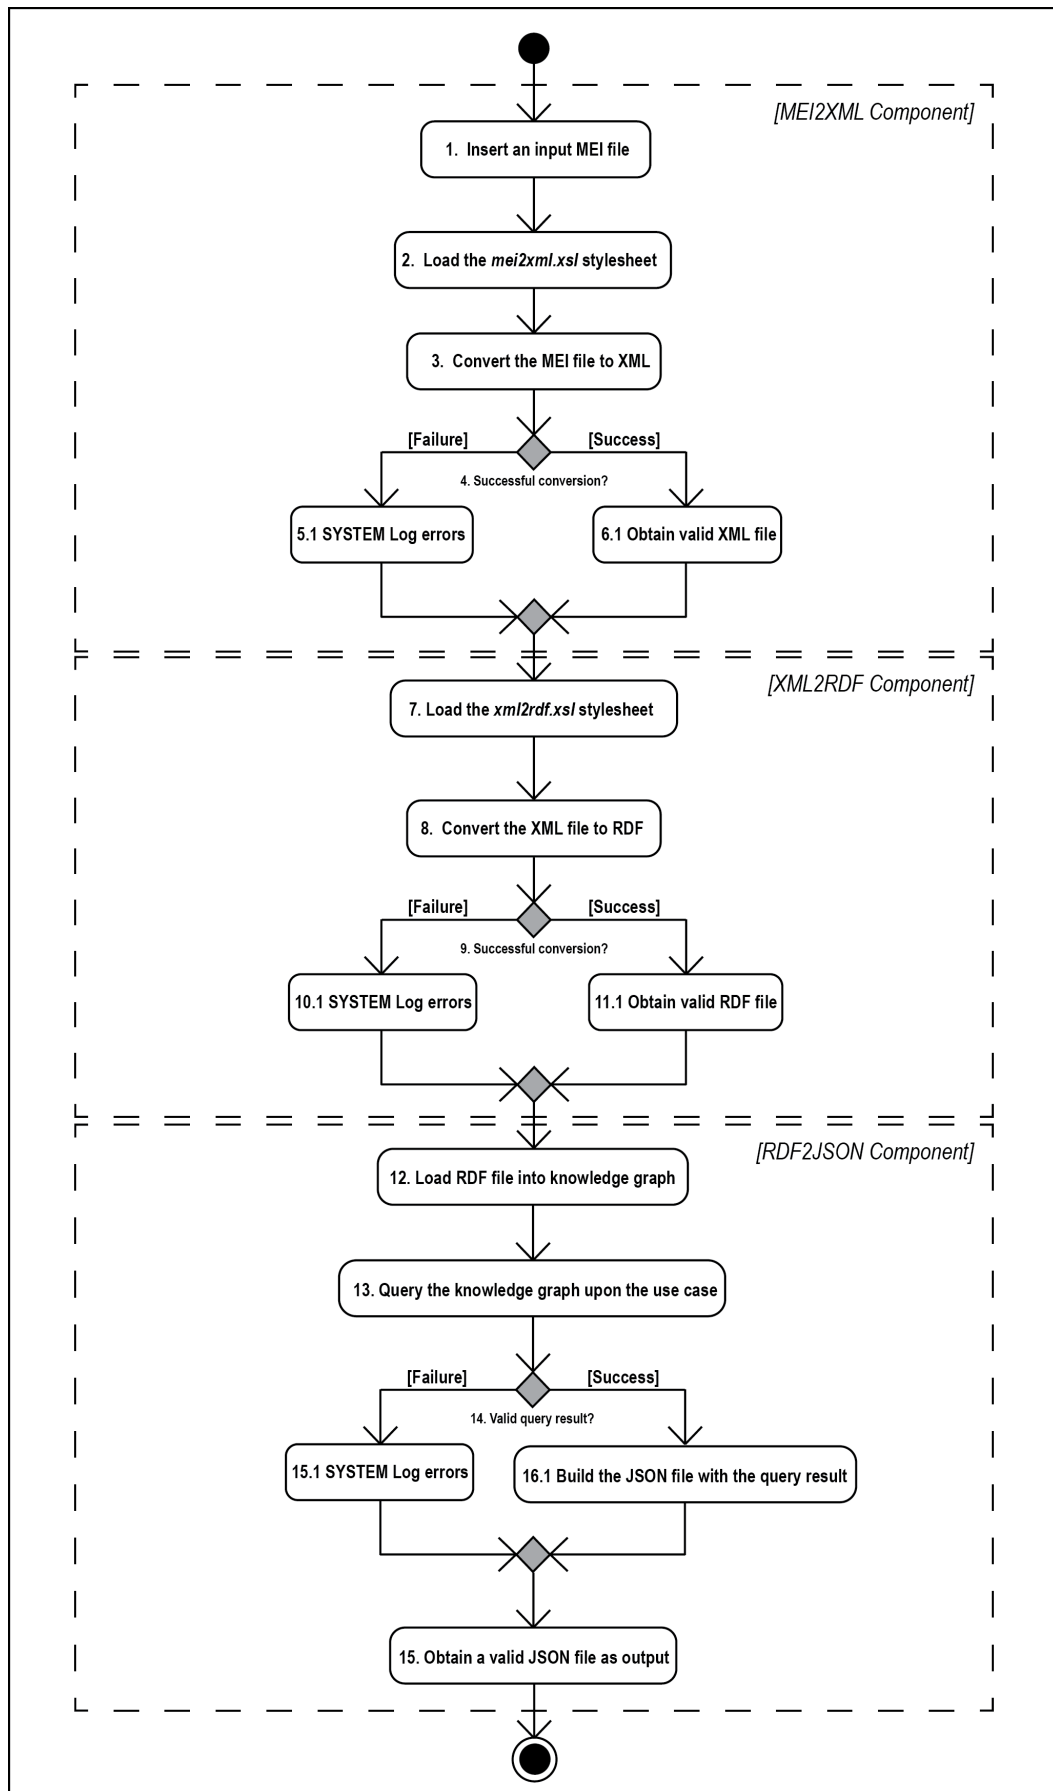 [MEI2XML Component]
1. Insert an input MEI file
2. Load the mei2xml.xsl stylesheet
3. Convert the MEI file to XML
[Failure]
[Success]
4. Successful conversion?
5.1 SYSTEM Log errors
6.1 Obtain valid XML file
[XML2RDF Component]
7. Load the xml2rdf.xsl stylesheet
8. Convert the XML file to RDF
[Failure]
[Success]
9. Successful conversion?
10.1 SYSTEM Log errors
11.1 Obtain valid RDF file
[RDF2JSON Component]
12. Load RDF file into knowledge graph
13. Query the knowledge graph upon the use case
[Failure]
[Success]
14. Valid query result?
15.1 SYSTEM Log errors
16.1 Build the JSON file with the query result
15. Obtain a valid JSON file as output